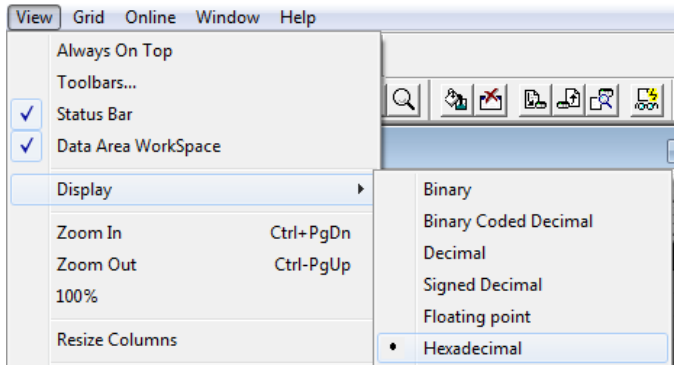 View Grid Online Window Help
Always On Top
Toolbars...
Status Bar
Data Area WorkSpace
Display
Zoom In Ctrl+PgDn
Zoom Out Ctrl-PgUp
100%
Resize Columns
Binary
Binary Coded Decimal
Decimal
Signed Decimal
Floating point
Hexadecimal